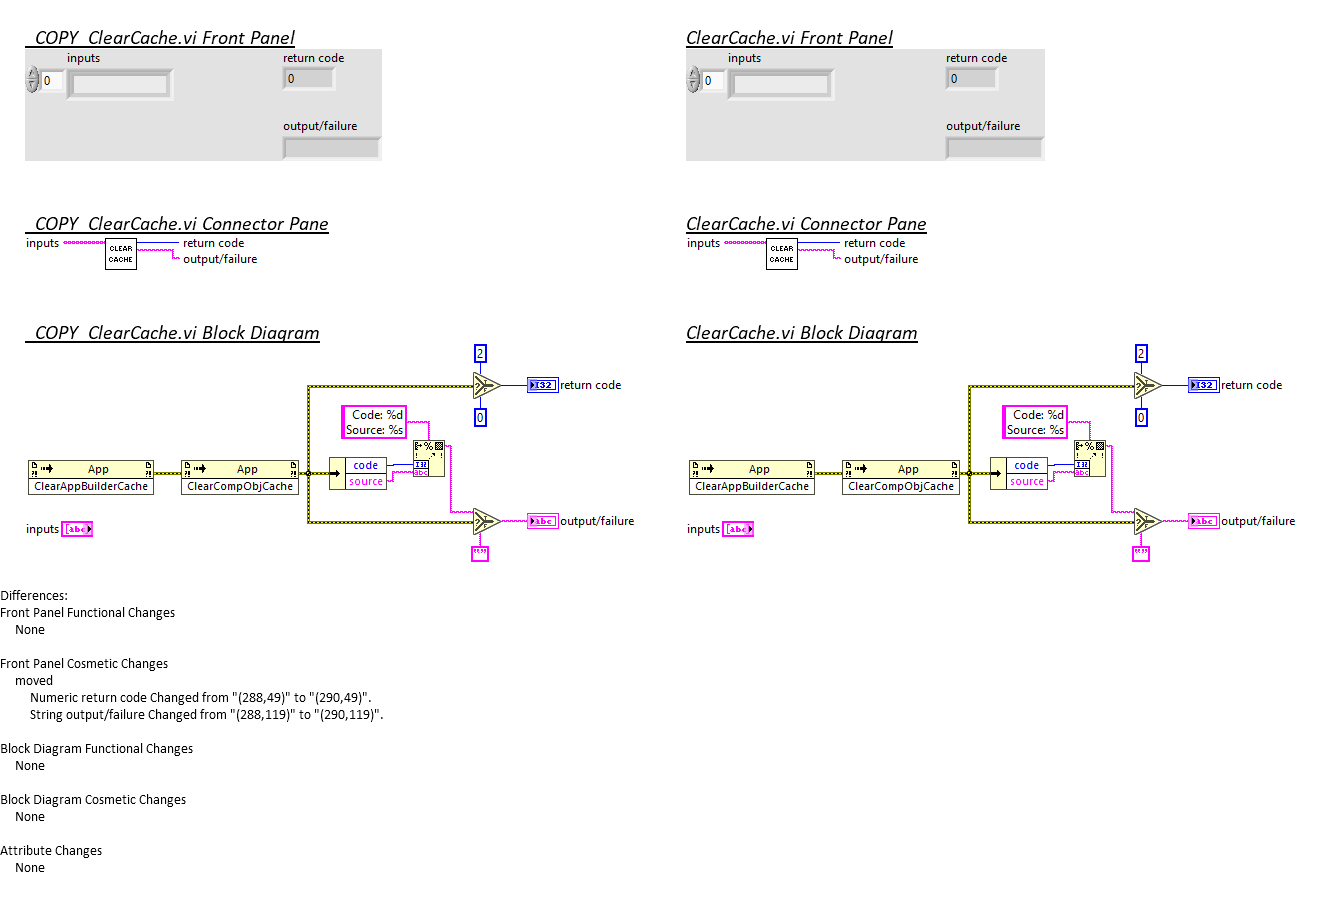 _COPY_ClearCache.vi Front Panel
inputs
return code
0
0
output/failure
_COPY_ClearCache.vi Connector Pane
inputs
CLEAR
CACHE
return code
output/failure
_COPY_ClearCache.vi Block Diagram
2
I32
return code
0
Code: %d
Source: %s
%
App
App
code
I32
ClearAppBuilderCache
ClearCompObjCache
source
abc
inputs
abc
abc
output/failure
""
ClearCache.vi Front Panel
inputs
return code
0
0
output/failure
ClearCache.vi Connector Pane
inputs
CLEAR
CACHE
return code
output/failure
ClearCache.vi Block Diagram
2
I32
return code
0
Code: %d
Source: %s
%
App
App
code
I32
ClearAppBuilderCache
ClearCompObjCache
source
abc
inputs
abc
abc
output/failure
""
Differences:
Front Panel Functional Changes
None
Front Panel Cosmetic Changes
moved
Numeric return code Changed from "(288,49)" to "(290,49)".
String output/failure Changed from "(288,119)" to "(290,119)".
Block Diagram Functional Changes
None
Block Diagram Cosmetic Changes
None
Attribute Changes
None